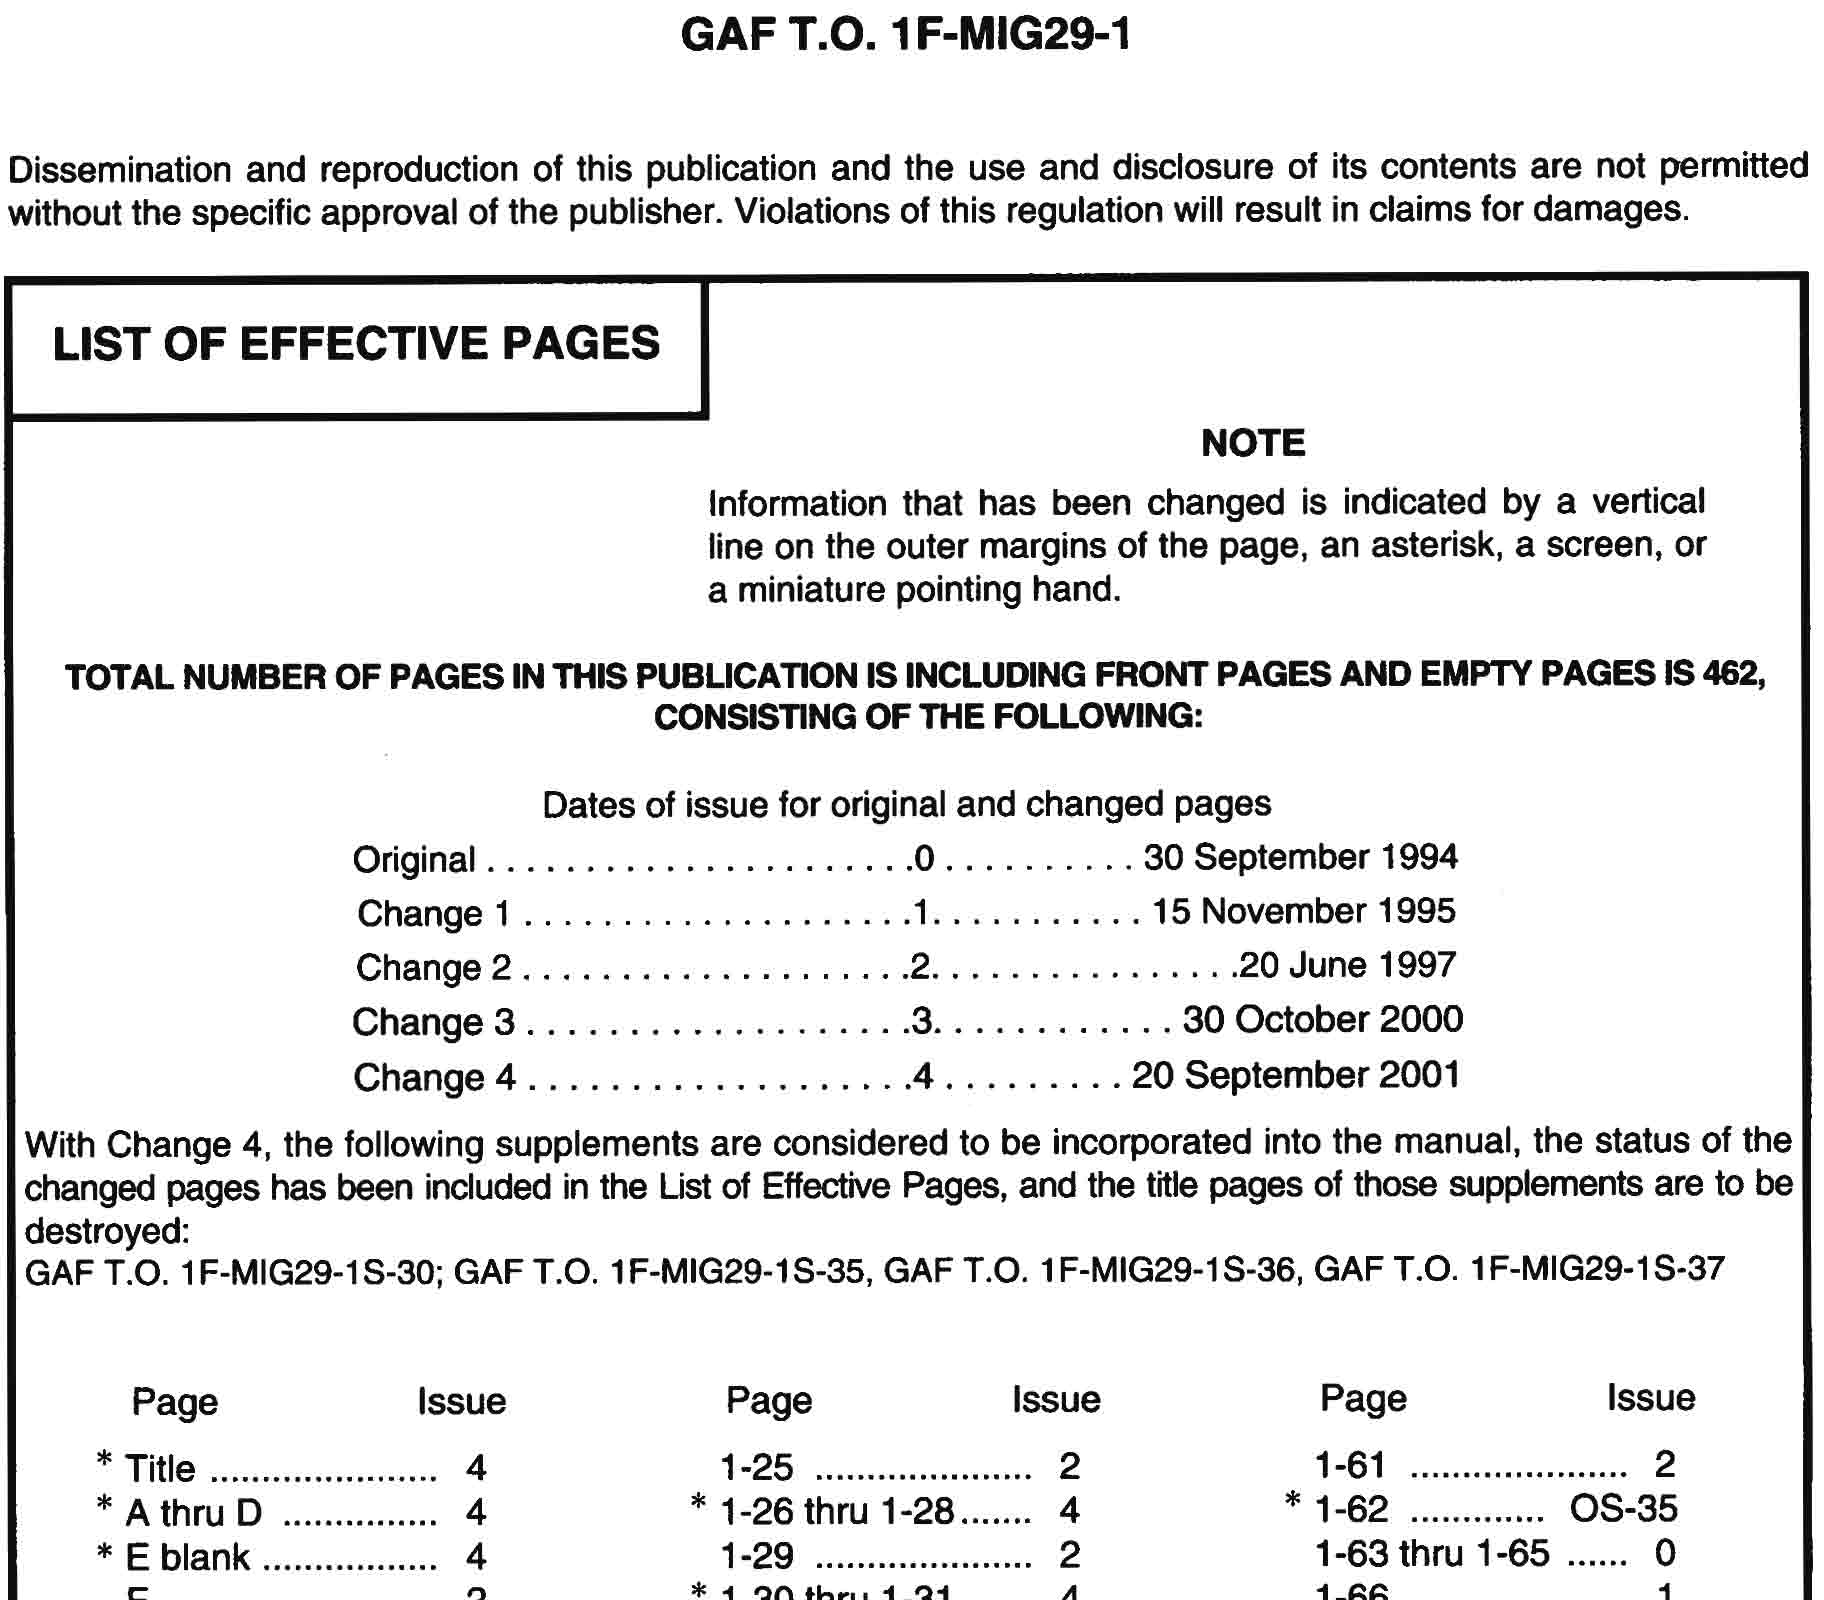 GAF T.O. 1F-MIG29-1
Dissemination and reproduction of this publication and the use and disclosure of its contents are not permitted
without the specific approval of the publisher. Violations of this regulation will result in claims for damages.
LIST OF EFFECTIVE PAGES
NOTE
Information that has been changed is indicated by a vertical
line on the outer margins of the page, an asterisk, a screen, or
a miniature pointing hand.
TOTAL NUMBER OF PAGES IN THIS PUBLICATION IS INCLUDING FRONT PAGES AND EMPTY PAGES IS 462,
CONSISTING OF THE FOLLOWING:
Dates of issue for original and changed pages
Original . . . . . . . . . . . . . . . . . . . . . .0 . . . . . . . . . . 30 September 1994
Change 1 . . . . . . . . . . . . . . . . . . . .1. . . . . . . . . . . 15 November 1995
Change 2 . . . . . . . . . . . . . . . . . . . .2. . . . . . . . . . . . . . . .20 June 1997
Change 3 . . . . . . . . . . . . . . . . . . . .3. . . . . . . . . . . . 30 October 2000
Change 4 . . . . . . . . . . . . . . . . . . . .4 . . . . . . . . . 20 September 2001
With Change 4, the following supplements are considered to be incorporated into the manual, the status of the
changed pages has been included in the List of Effective Pages, and the title pages of those supplements are to be
destroyed:
GAF T.O. 1F-MIG29-1S-30; GAF T.O. 1F-MIG29-1S-35, GAF T.O. 1F-MIG29-1S-36, GAF T.O. 1F-MIG29-1S-37
Page Issue
* Title ...................... 4
* A thru D ............... 4
* E blank ................. 4
Page Issue
1-25 ..................... 2
* 1-26 thru 1-28....... 4
1-29 ..................... 2
* 1-30 thru 1-31 4
Page Issue
1-61 ..................... 2
* 1-62 ............. OS-35
1-63 thru 1-65 ...... 0
1-66 1